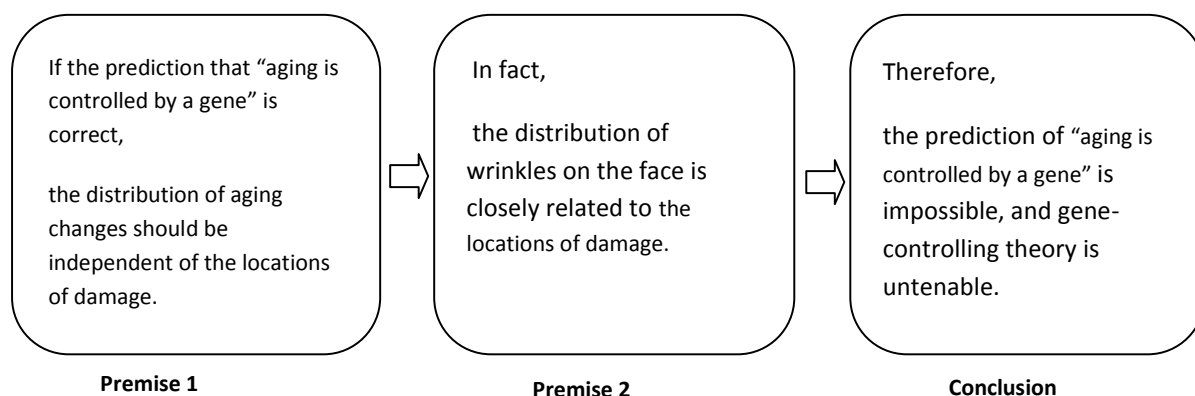 If the prediction that “aging is
controlled by a gene” is
correct,
the distribution of aging
changes should be
independent of the locations
of damage.
Premise 1
In fact,
the distribution of
wrinkles on the face is
closely related to the
locations of damage.
Premise 2
Therefore,
the prediction of “aging is
controlled by a gene” is
impossible, and gene-
controlling theory is
untenable.
Conclusion